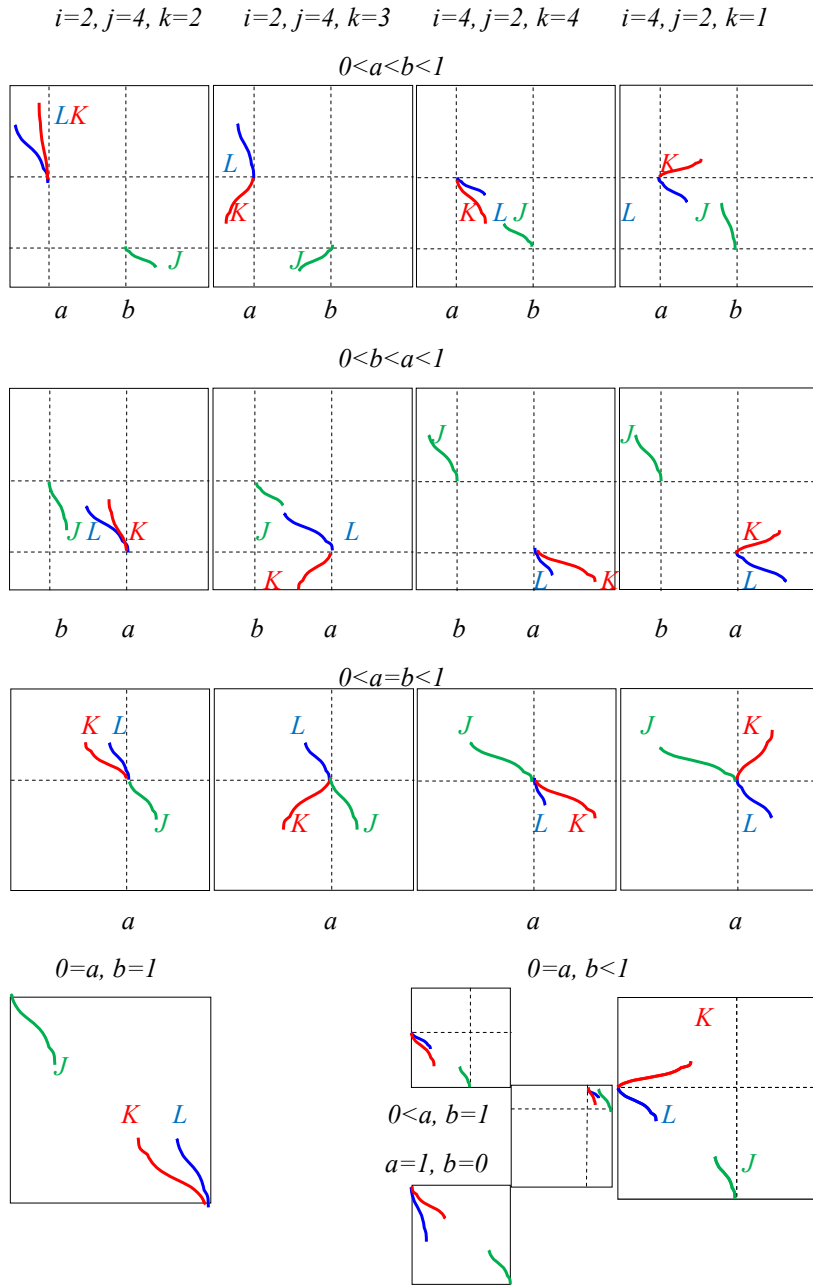 i=2, j=4, k=2 i=2, j=4, k=3 i=4, j=2, k=4 i=4, j=2, k=1
0<a<b<1
L K
K
L
K
K L J
L J
J
J
a b a b a b a b
0<b<a<1
J
J
J L K
J L
K
K
L K
L
b a b a b a b a
0<a=b<1
K L
L
J
J K
J
K J
L K
L
a a a a
0=a, b=1
0=a, b<1
K
J
K L
L
0<a, b=1
a=1, b=0
J